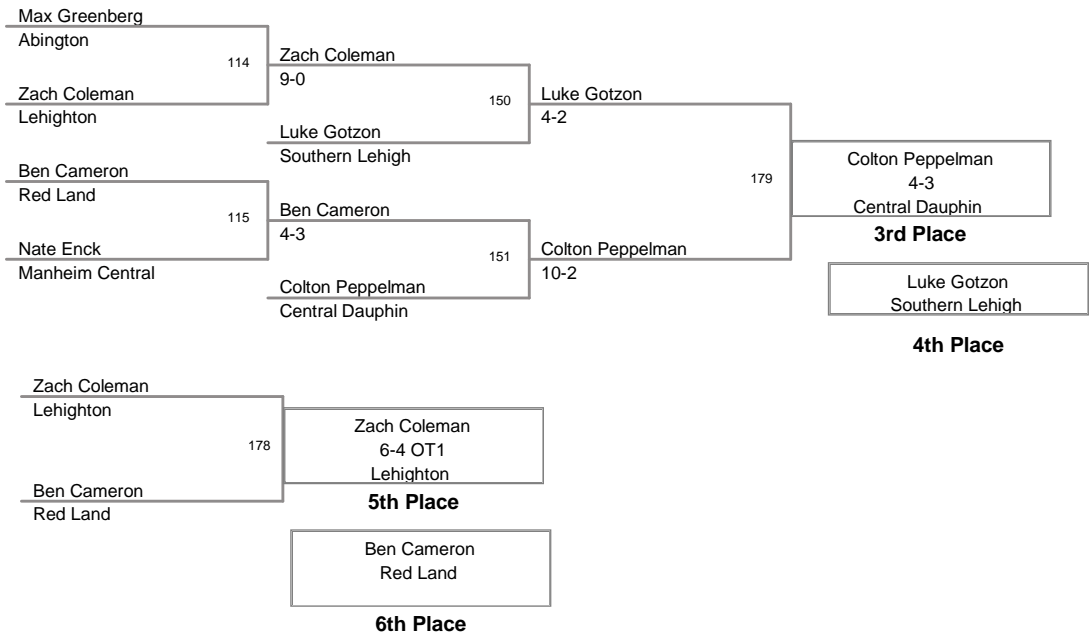 Max Greenberg
Abington
114
Zach Coleman
9-0
Zach Coleman
Lehighton
150
Luke Gotzon
4-2
Luke Gotzon
Southern Lehigh
Ben Cameron
Red Land
179
Colton Peppelman
4-3
Central Dauphin
3rd Place
115
Ben Cameron
4-3
Nate Enck
Manheim Central
151
Colton Peppelman
10-2
Colton Peppelman
Central Dauphin
Luke Gotzon
Southern Lehigh
4th Place
Zach Coleman
Lehighton
178
Zach Coleman
6-4 OT1
Lehighton
5th Place
Ben Cameron
Red Land
Ben Cameron
Red Land
6th Place